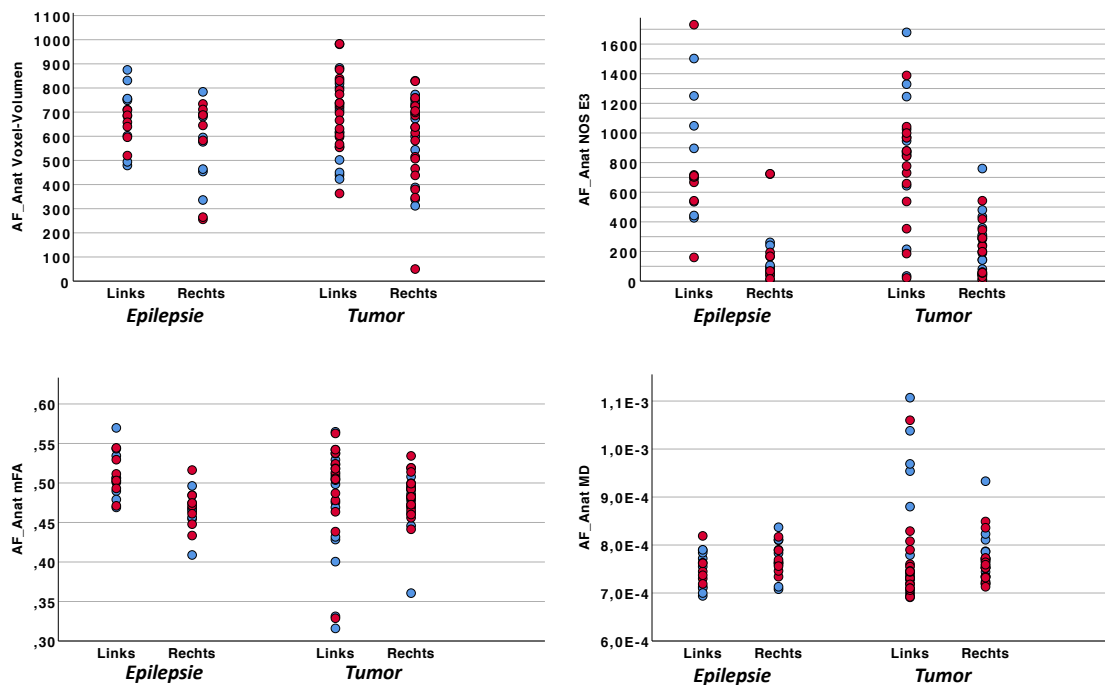 AF_Anat Voxel-Volumen
1100
1000
900
800
700
600
500
400
300
200
100
0
Links Rechts Links Rechts
Epilepsie Tumor
AF_Anat NOS E3
1600
1400
1200
1000
800
600
400
200
0
Links Rechts Links Rechts
Epilepsie Tumor
AF_Anat mFA
,60
,55
,50
,45
,40
,35
,30
Links Rechts Links Rechts
Epilepsie Tumor
AF_Anat MD
1,1E-3
1,0E-3
9,0E-4
8,0E-4
7,0E-4
6,0E-4
Links Rechts Links Rechts
Epilepsie Tumor